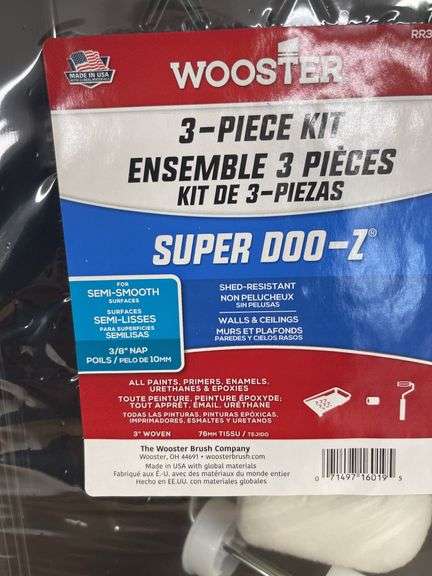 RR3
MADE IN USA
WOOSTER
3-PIECE KIT
ENSEMBLE 3 PIÈCES
KIT DE 3-PIEZAS
SUPER DOO-Z®
FOR
SEMI-SMOOTH
SURFACES
SURFACES
SEMI-LISSES
PARA SUPERFICIES
SEMILISAS
3/8" NAP
POILS / PELO DE 10MM
SHED-RESISTANT
NON PELUCHEUX
SIN PELUSAS
WALLS & CEILINGS
MURS ET PLAFONDS
PAREDES Y CIELOS RASOS
ALL PAINTS, PRIMERS, ENAMELS,
URETHANES & EPOXIES
TOUTE PEINTURE, PEINTURE ÉPOXYDE:
TOUT APPRÊT, ÉMAIL, URÉTHANE
TODAS LAS PINTURAS, PINTURAS EPÓXICAS,
IMPRIMADORES, ESMALTES Y URETANOS
3" WOVEN 76MM TISSU / TEJIDO
The Wooster Brush Company
Wooster, OH 44691 • woosterbrush.com
Made in USA with global materials
Fabriqué aux É.-U. avec des matériaux du monde entier
Hecho en EE.UU. con materiales globales
0 71497 16019 5